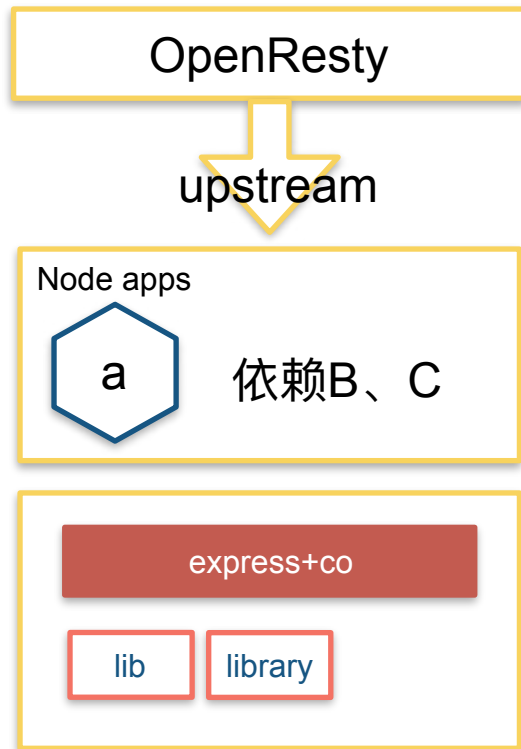 OpenResty
upstream
Node apps
a
依赖B、C
express+co
lib
library